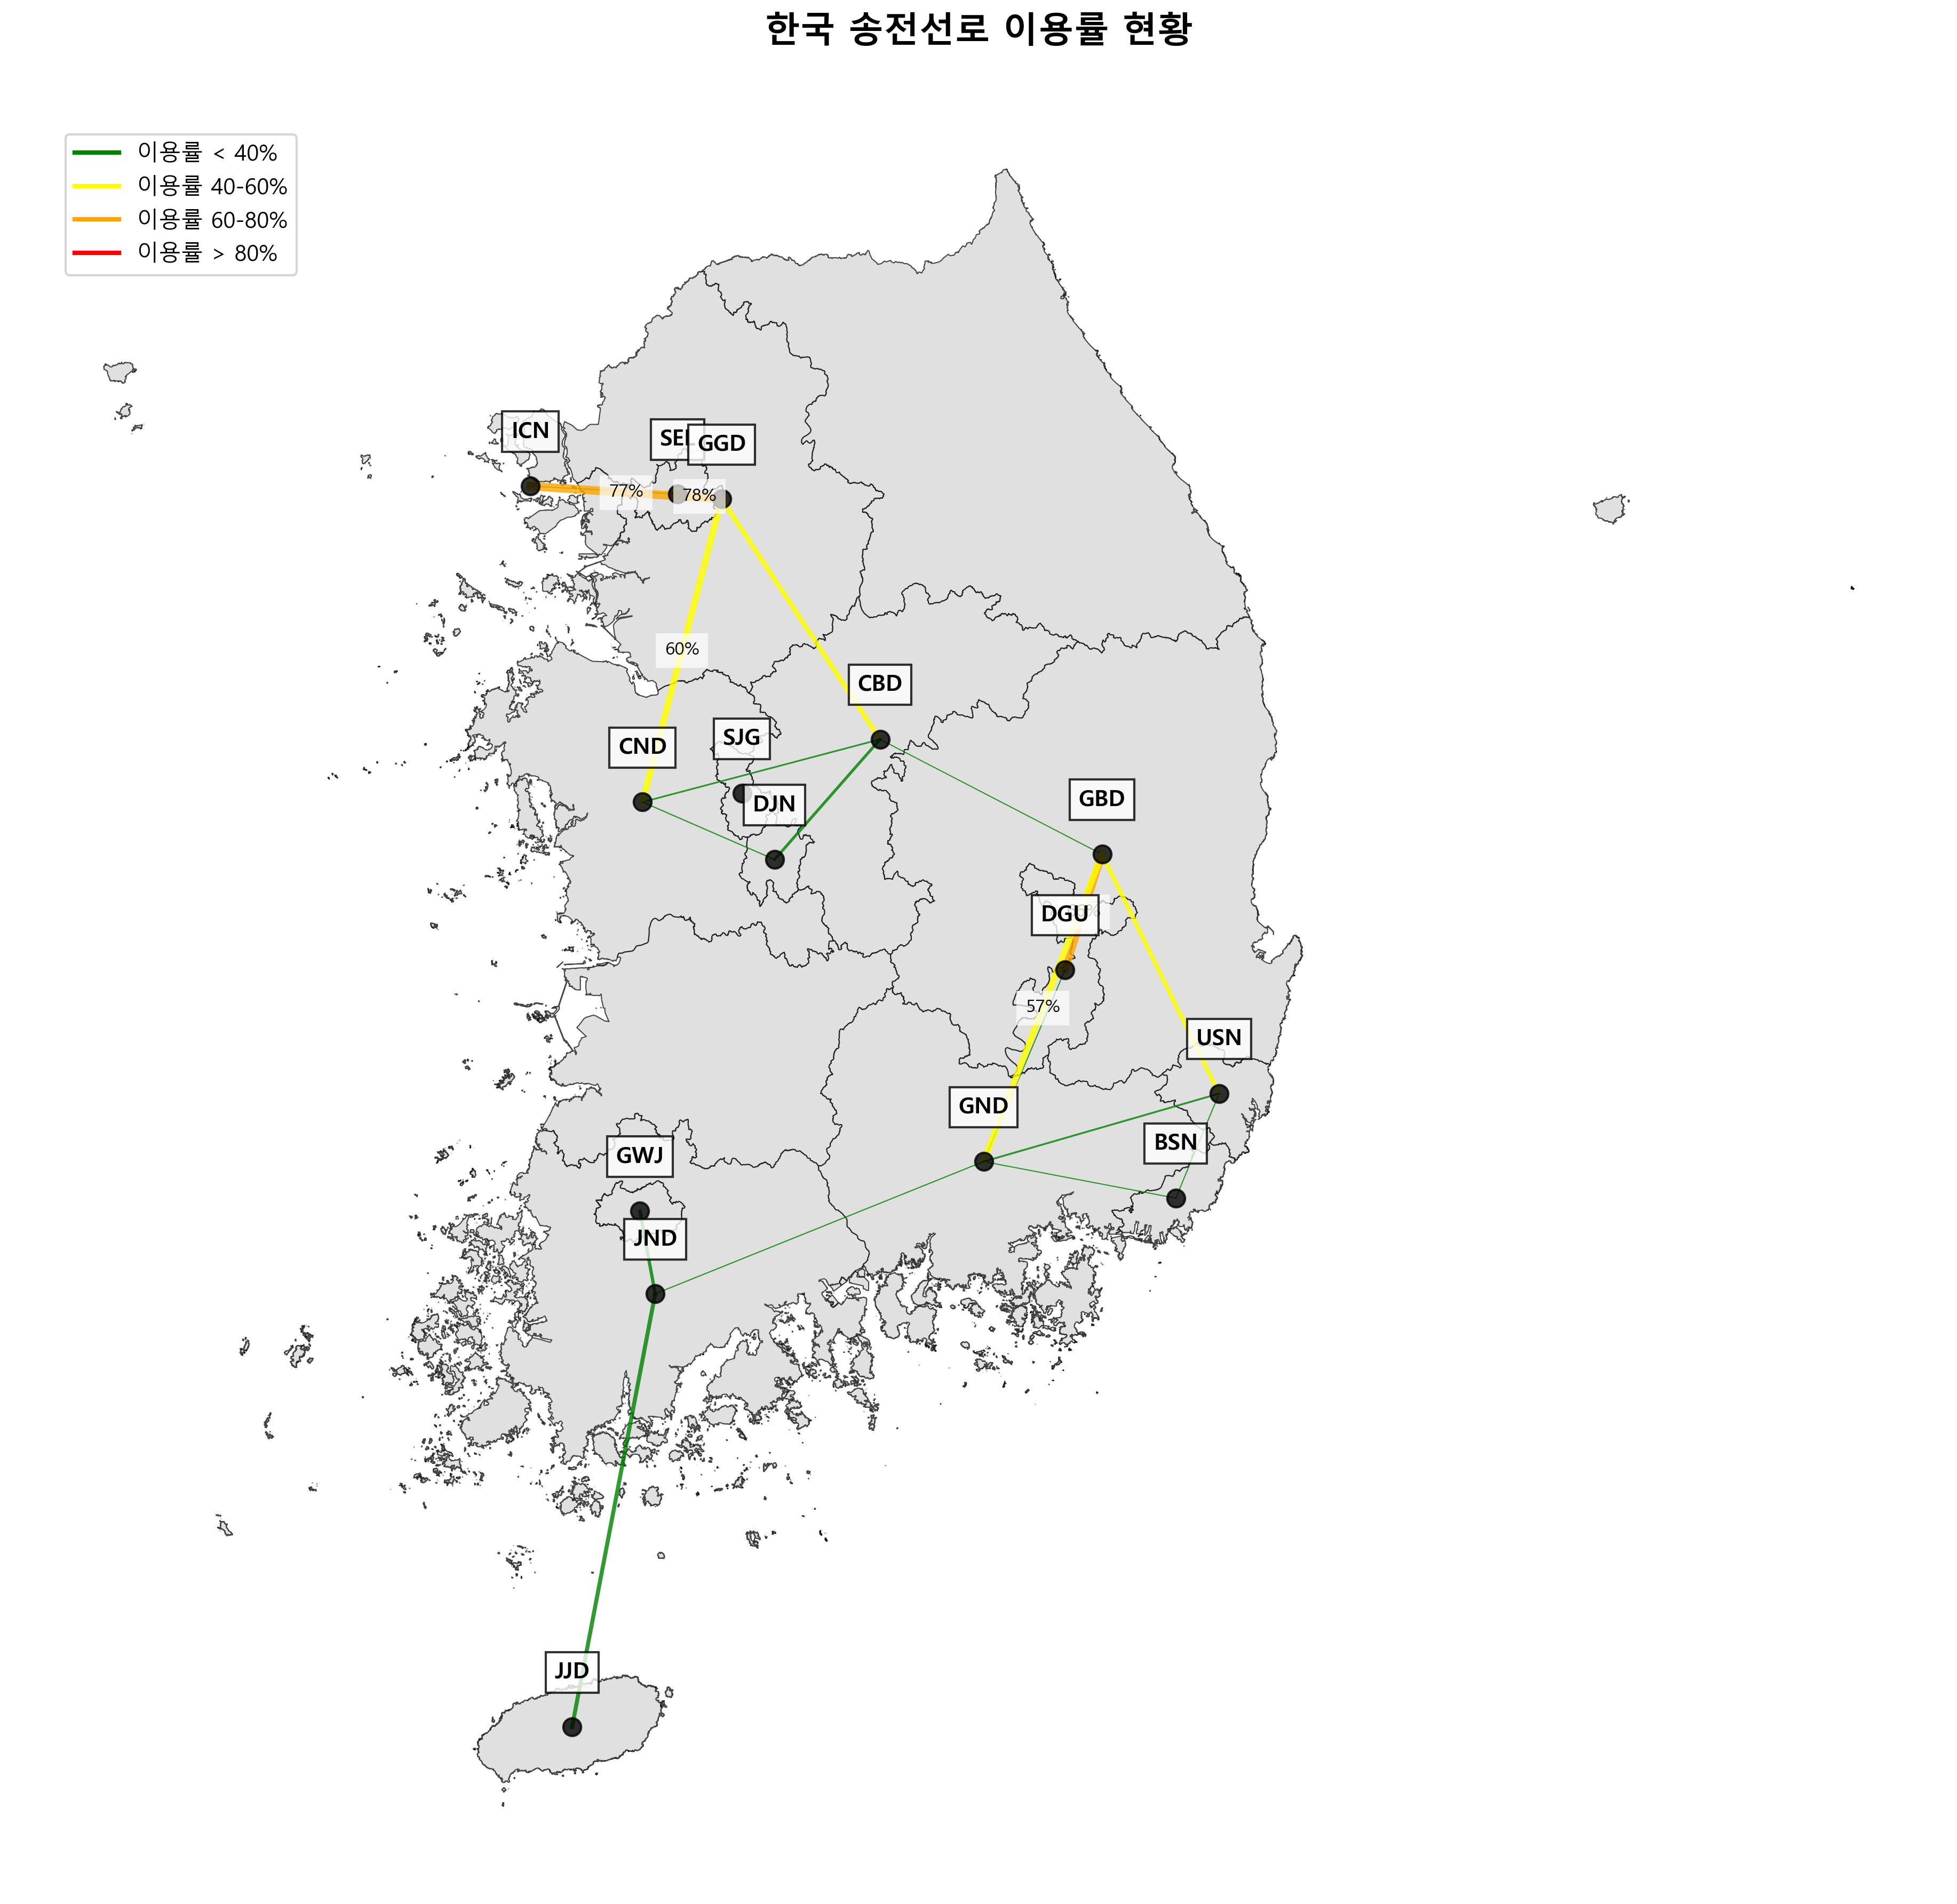 한국 송전선로 이용률 현황
이용률 < 40%
이용률 40-60%
이용률 60-80%
이용률 > 80%
ICN
SEL
GGD
77%
78%
60%
CBD
SJG
CND
DJN
GBD
DGU
57%
USN
GND
BSN
GWJ
JND
JJD